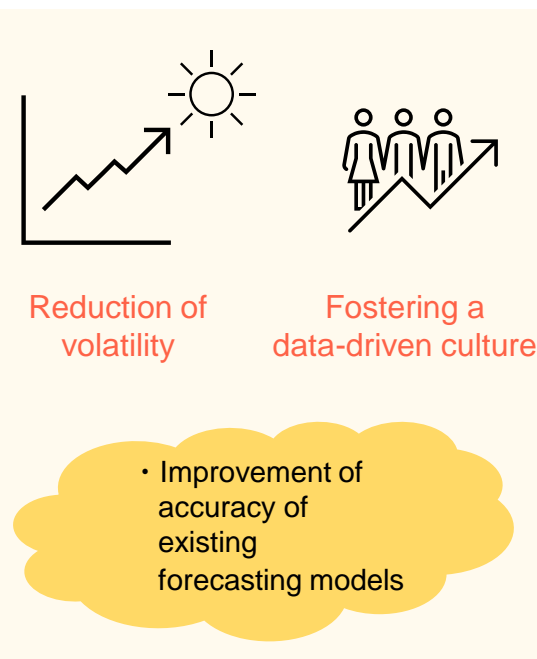 Reduction of
volatility
Fostering a
data-driven culture
・Improvement of
accuracy of
existing
forecasting models